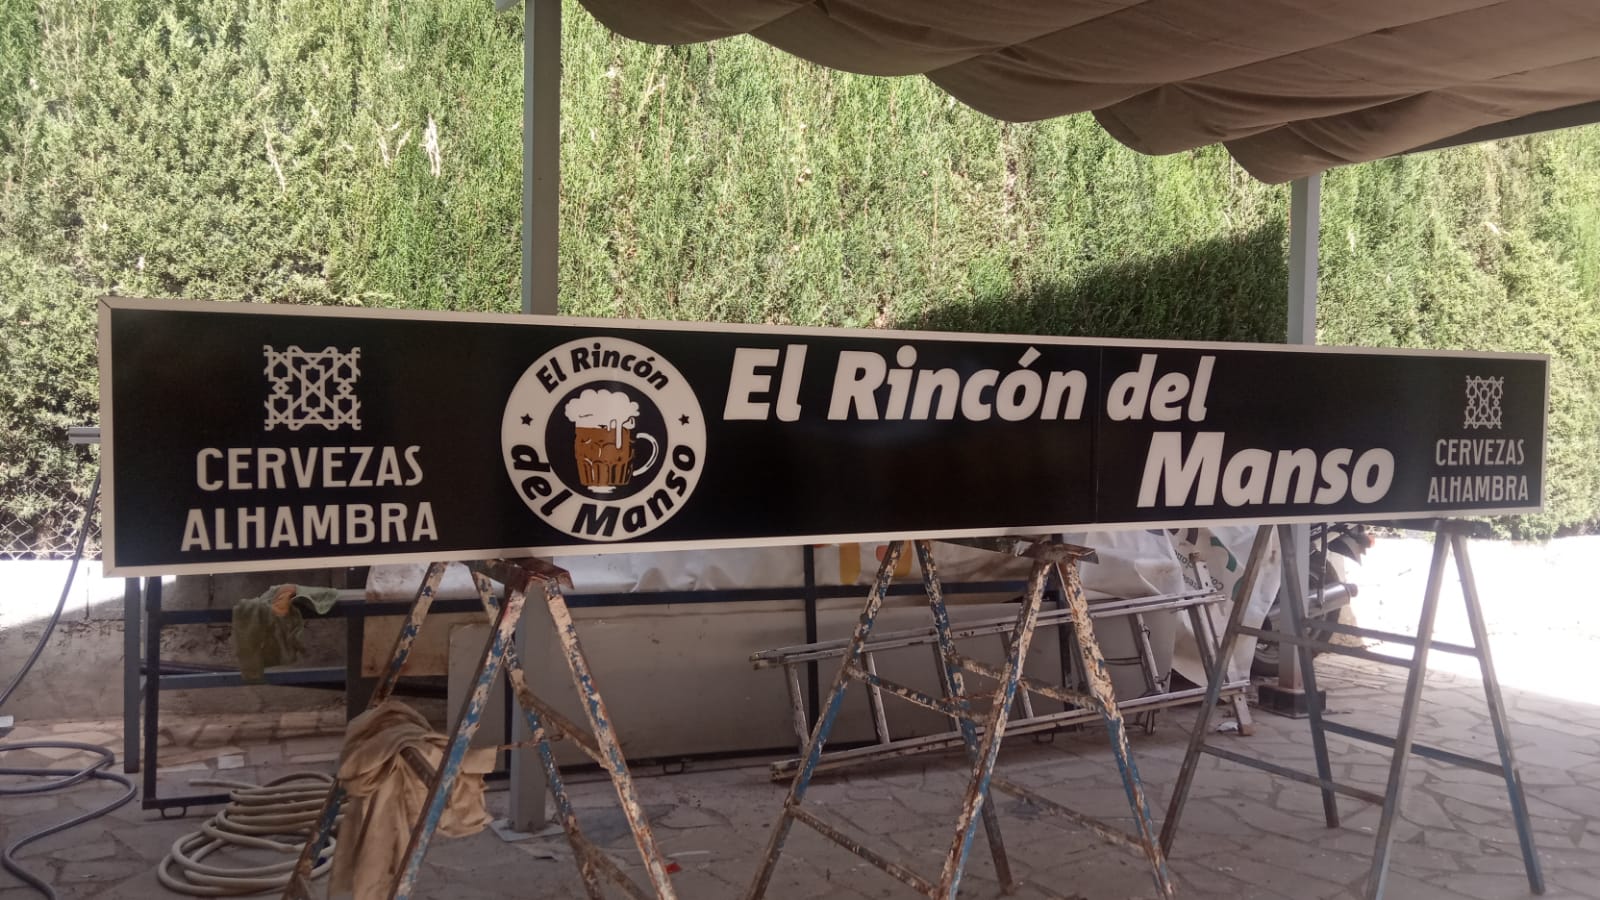 CERVEZAS
ALHAMBRA
El Rincón
del Manso
El Rincón del
Manso
CERVEZAS
ALHAMBRA